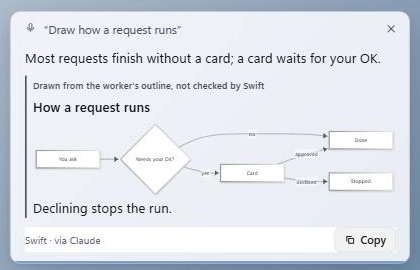 "Draw how a request runs"
Most requests finish without a card; a card waits for your OK.
Drawn from the worker's outline, not checked by Swift
How a request runs
no
Done
You ask
Needs your OK?
approved
yes
Card
declined
Stopped
Declining stops the run.
Swift · via Claude
Copy